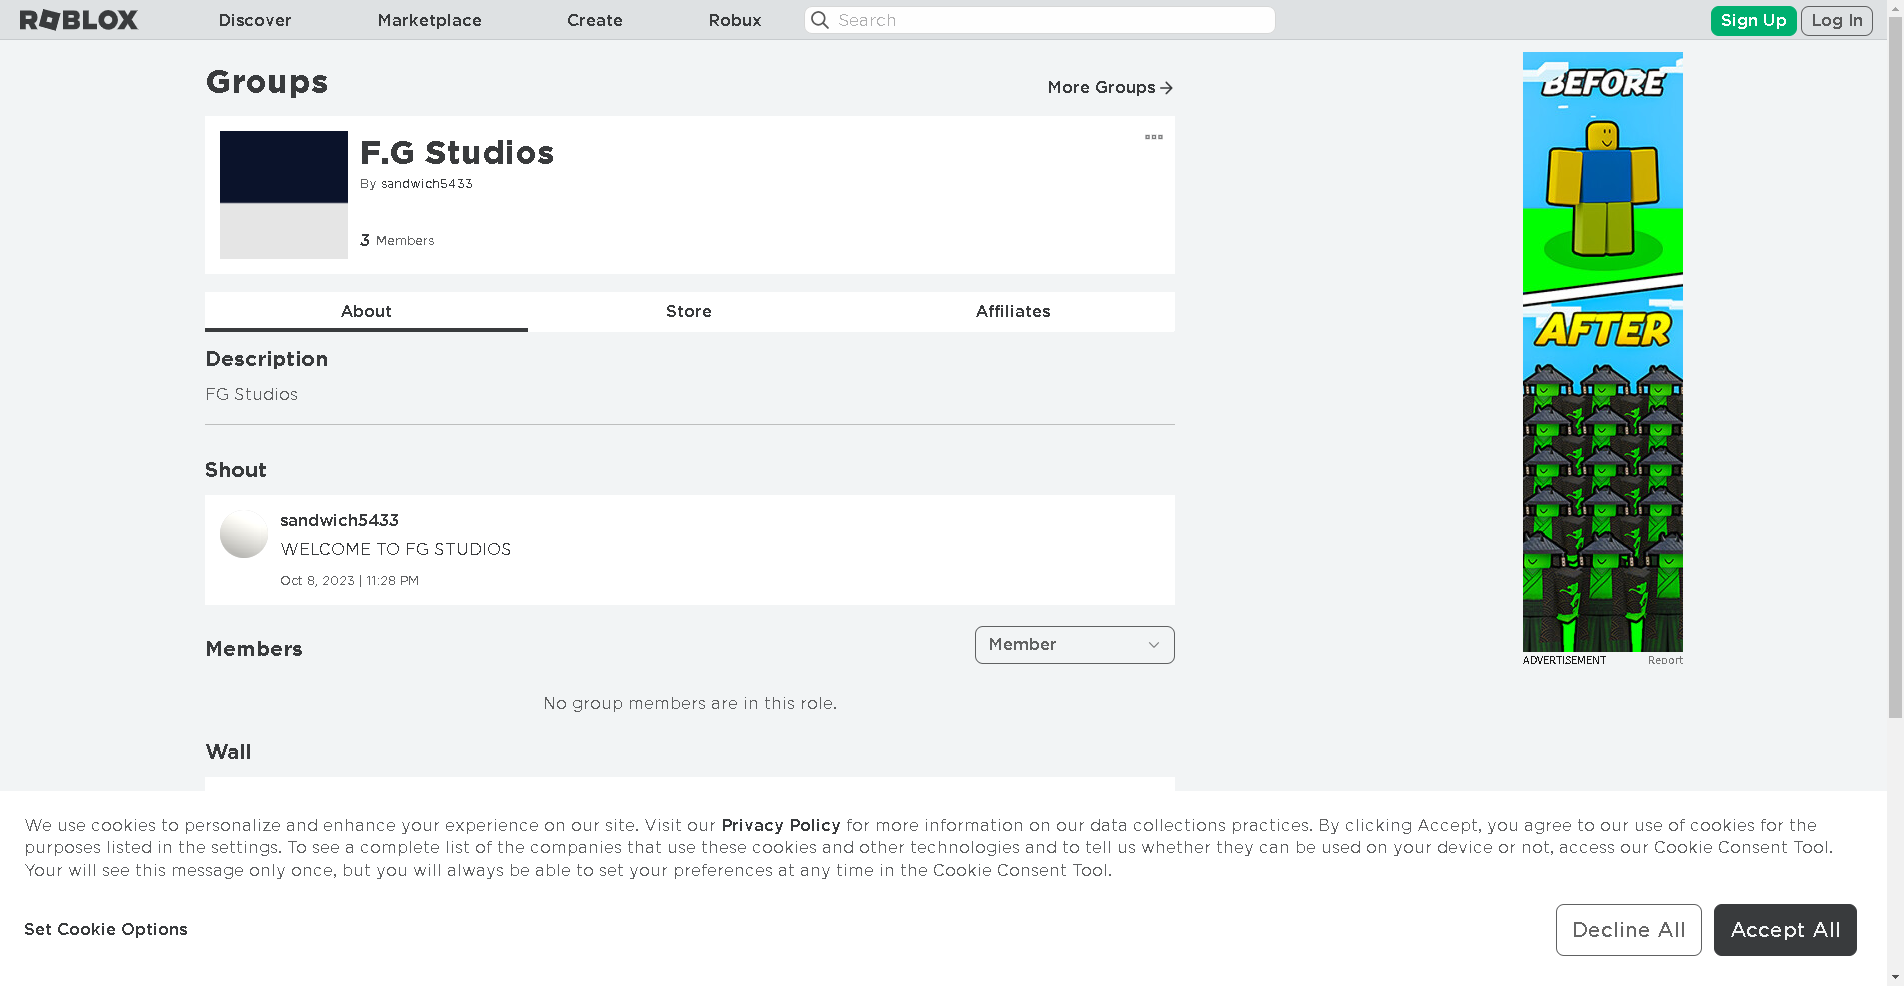 ROBLOX Discover Marketplace Create Robux Search Sign Up Log In
Groups
More Groups
F.G Studios
By sandwich5433
3 Members
About Store Affiliates
Description
FG Studios
Shout
sandwich5433
WELCOME TO FG STUDIOS
Oct 8, 2023 | 11:28 PM
Members
Member
No group members are in this role.
Wall
BEFORE
AFTER
ADVERTISEMENT Report
We use cookies to personalize and enhance your experience on our site. Visit our Privacy Policy for more information on our data collections practices. By clicking Accept, you agree to our use of cookies for the
purposes listed in the settings. To see a complete list of the companies that use these cookies and other technologies and to tell us whether they can be used on your device or not, access our Cookie Consent Tool.
Your will see this message only once, but you will always be able to set your preferences at any time in the Cookie Consent Tool.
Set Cookie Options
Decline All
Accept All